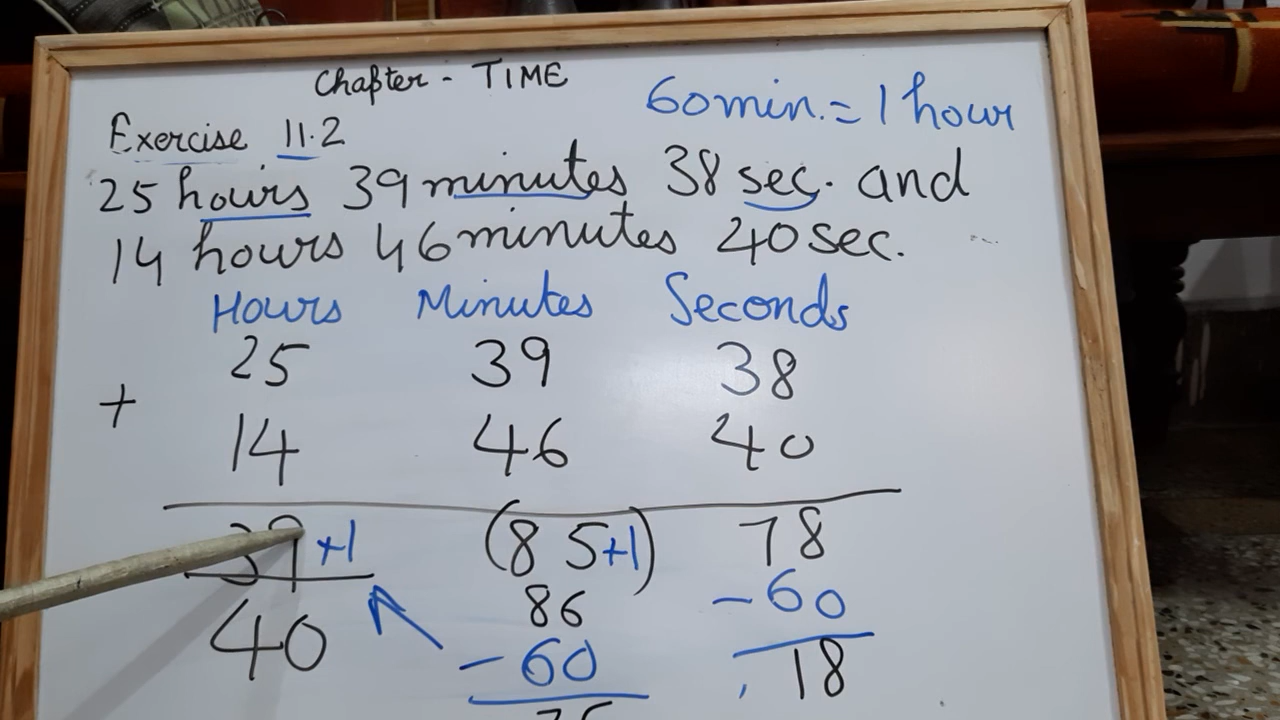 Chapter - TIME
60min. = 1 hour
Exercise 11.2
25 hours 39 minutes 38 sec. and
14 hours 46 minutes 40 sec.
Hours Minutes Seconds
25 39 38
+ 14 46 40
39 +1 (85+1) 78
86 - 60
40 - 60 18